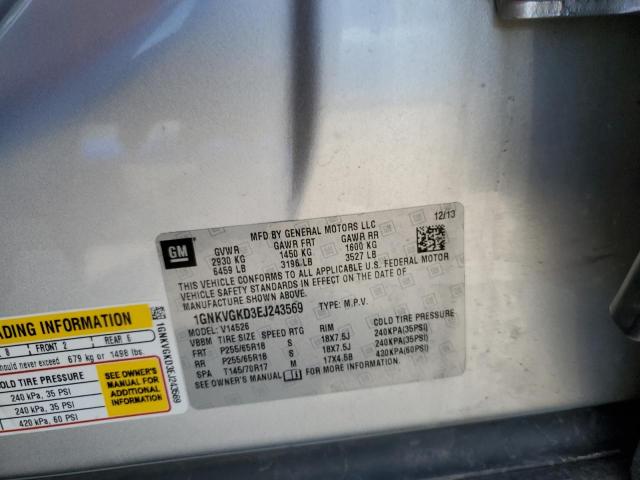 12/13
MFD BY GENERAL MOTORS LLC
GM
GVWR GAWR FRT GAWR RR
2930 KG 1450 KG 1600 KG
6459 LB 3196 LB 3527 LB
THIS VEHICLE CONFORMS TO ALL APPLICABLE U.S. FEDERAL MOTOR
VEHICLE SAFETY STANDARDS IN EFFECT ON THE DATE OF
MANUFACTURE SHOWN ABOVE.
1GNKVGKD3EJ243569 TYPE: M.P.V.
MODEL: V14526
VBBM TIRE SIZE SPEED RTG RIM COLD TIRE PRESSURE
FRT P255/65R18 S 18X7.5J 240KPA(35PSI)
RR P255/65R18 S 18X7.5J 240KPA(35PSI)
SPA T145/70R17 M 17X4.5B 420KPA(60PSI)
SEE OWNER'S MANUAL FOR MORE INFORMATION.
ADING INFORMATION
8 FRONT 2 REAR 6
ould never exceed 679 kg or 1498 lbs.
OLD TIRE PRESSURE
240 kPa, 35 PSI
240 kPa, 35 PSI
420 kPa, 60 PSI
SEE OWNER'S
MANUAL FOR
ADDITIONAL
INFORMATION
1GNKVGKD3EJ243569